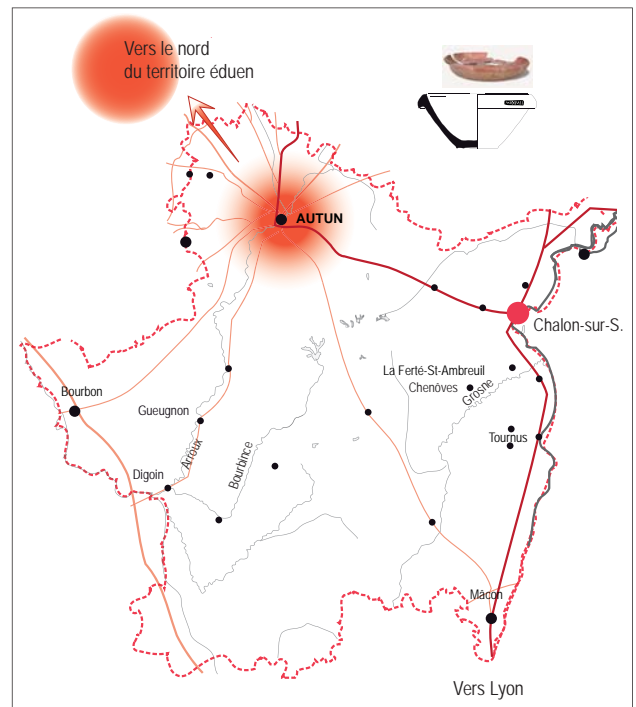 Vers le nord
du territoire éduen
AUTUN
Chalon-sur-S.
La Ferté-St-Ambreuil
Chenôves
Grosne
Bourbon
Gueugnon
Arroux
Bourbince
Tournus
Digoin
Mâcon
Vers Lyon